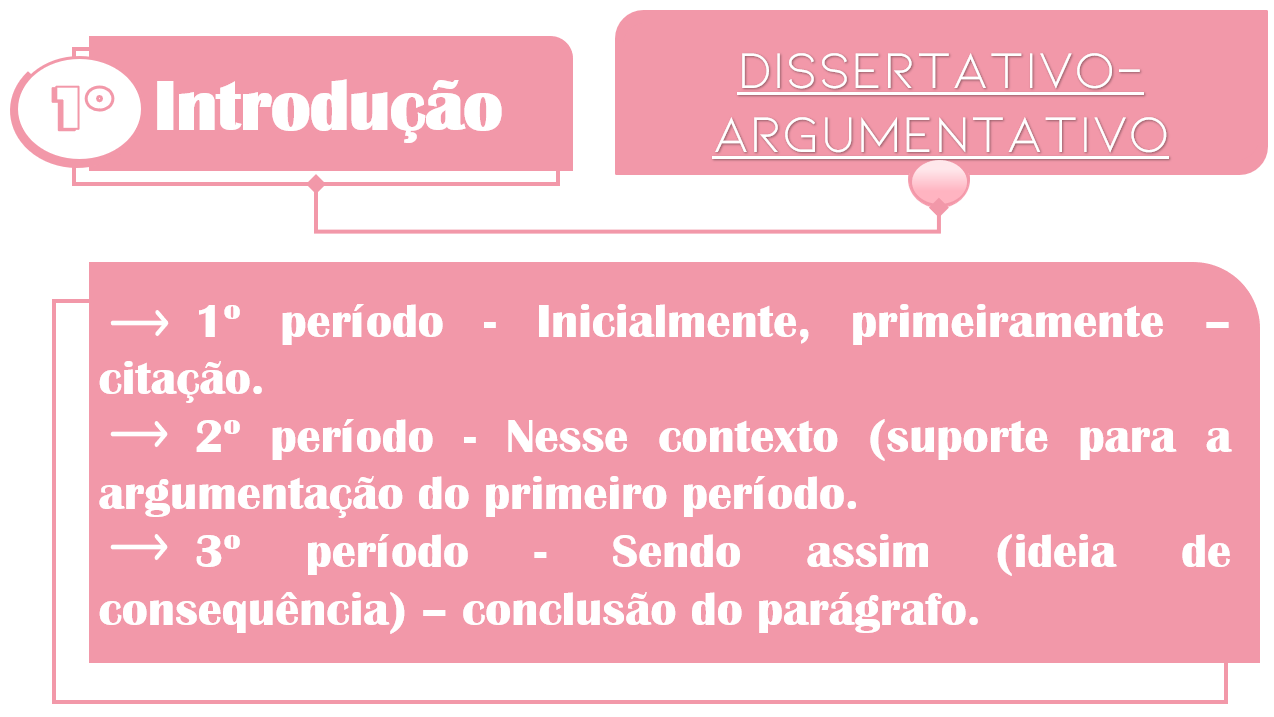 1º Introdução
DISSERTATIVO-
ARGUMENTATIVO
1º período - Inicialmente, primeiramente –
citação.
2º período - Nesse contexto (suporte para a
argumentação do primeiro período.
3º período - Sendo assim (ideia de
consequência) – conclusão do parágrafo.